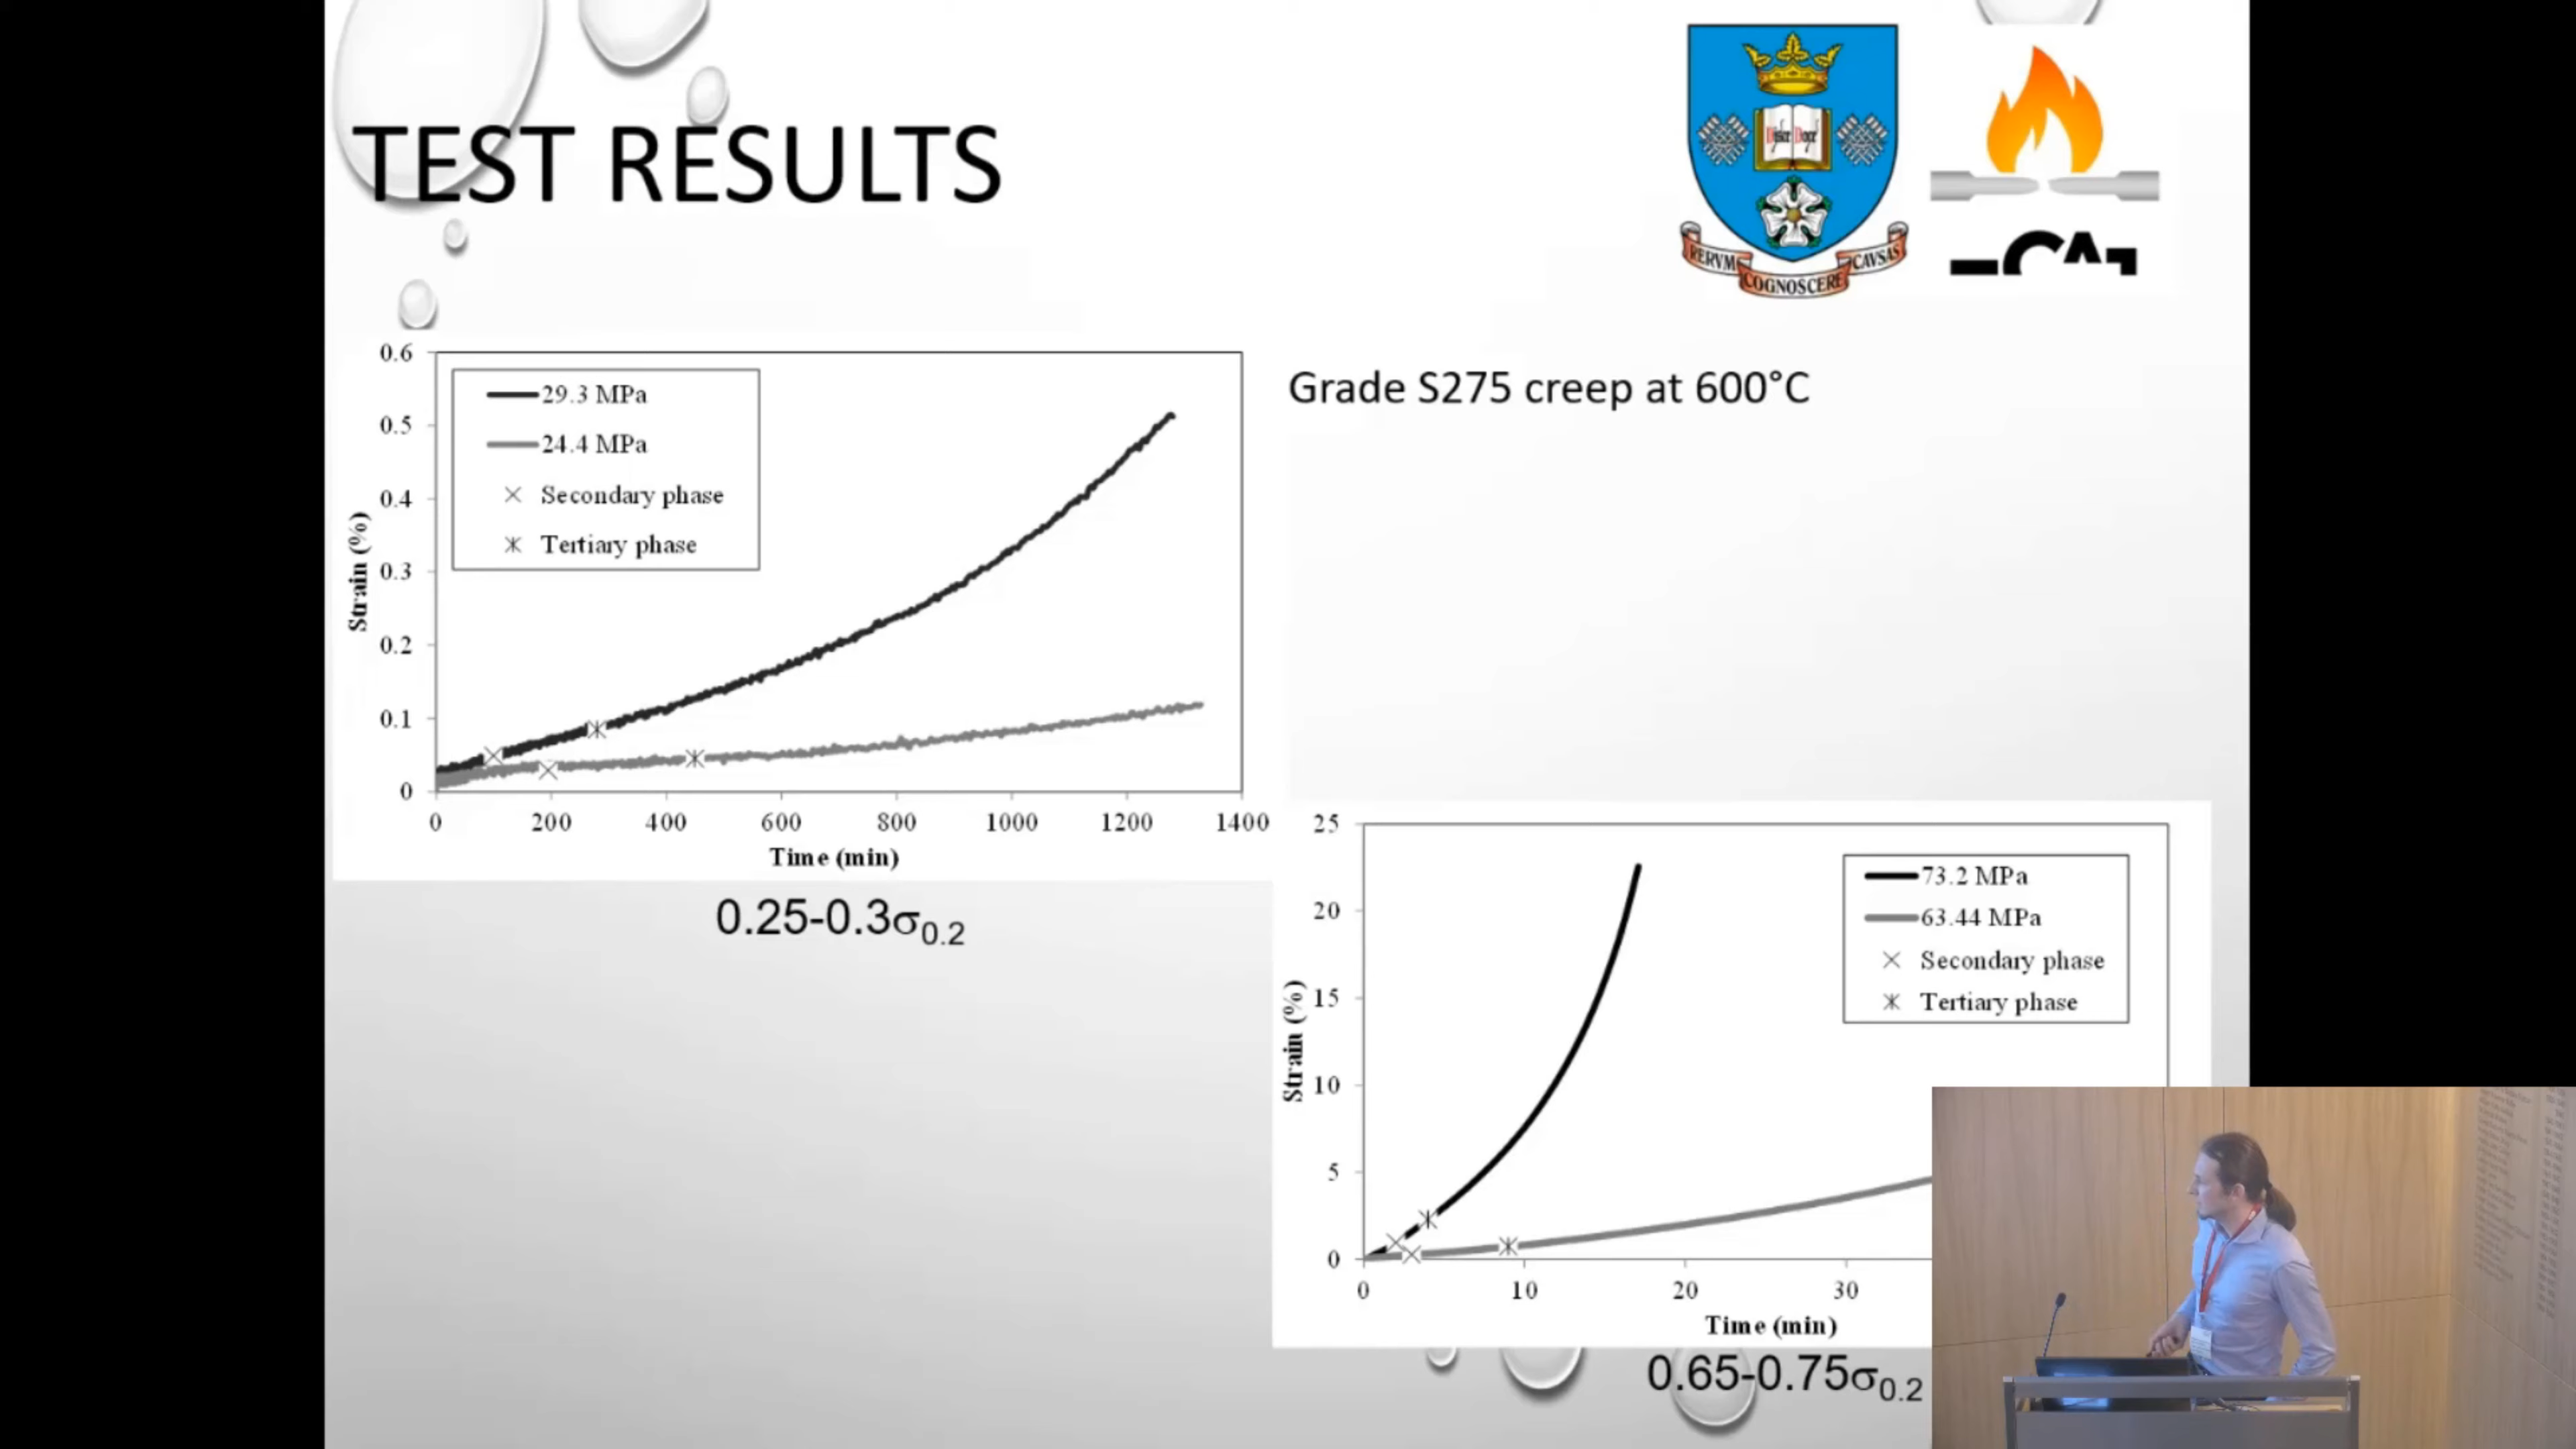 TEST RESULTS
RERVM
COGNOSCERE
CAVSAS
Disce
Doce
Grade S275 creep at 600°C
29.3 MPa
24.4 MPa
Secondary phase
Tertiary phase
Strain (%)
0.6
0.5
0.4
0.3
0.2
0.1
0
0 200 400 600 800 1000 1200 1400
Time (min)
0.25-0.3σ0.2
73.2 MPa
63.44 MPa
Secondary phase
Tertiary phase
Strain (%)
25
20
15
10
5
0
0 10 20 30
Time (min)
0.65-0.75σ0.2